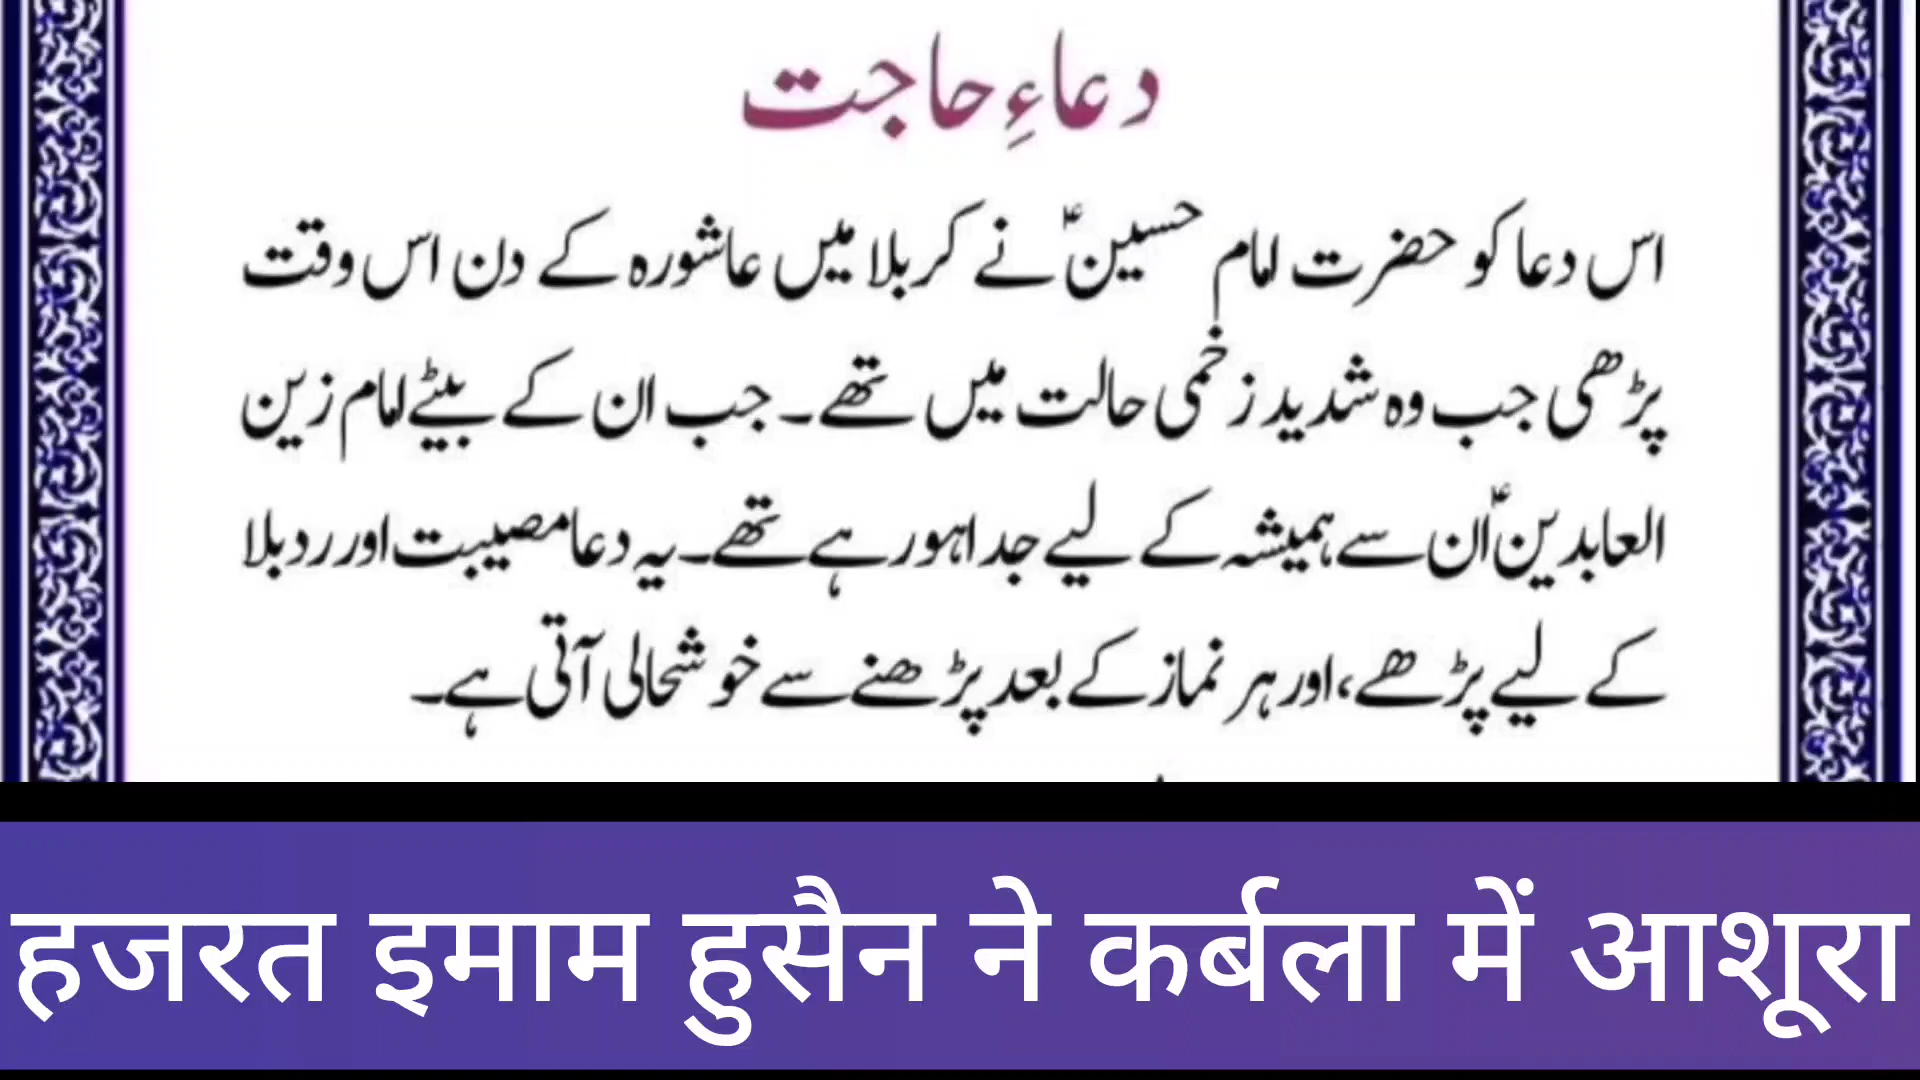 دعاءِ حاجت
اس دعا کو حضرت امام حسینؑ نے کربلا میں عاشورہ کے دن اس وقت
پڑھی جب وہ شدید زخمی حالت میں تھے۔ جب ان کے بیٹے امام زین
العابدینؑ اُن سے ہمیشہ کے لیے جدا ہو رہے تھے۔ یہ دعا مصیبت اور رد بلا
کے لیے پڑھے، اور ہر نماز کے بعد پڑھنے سے خوشحالی آتی ہے۔
हजरत इमाम हुसैन ने कर्बला में आशूरा